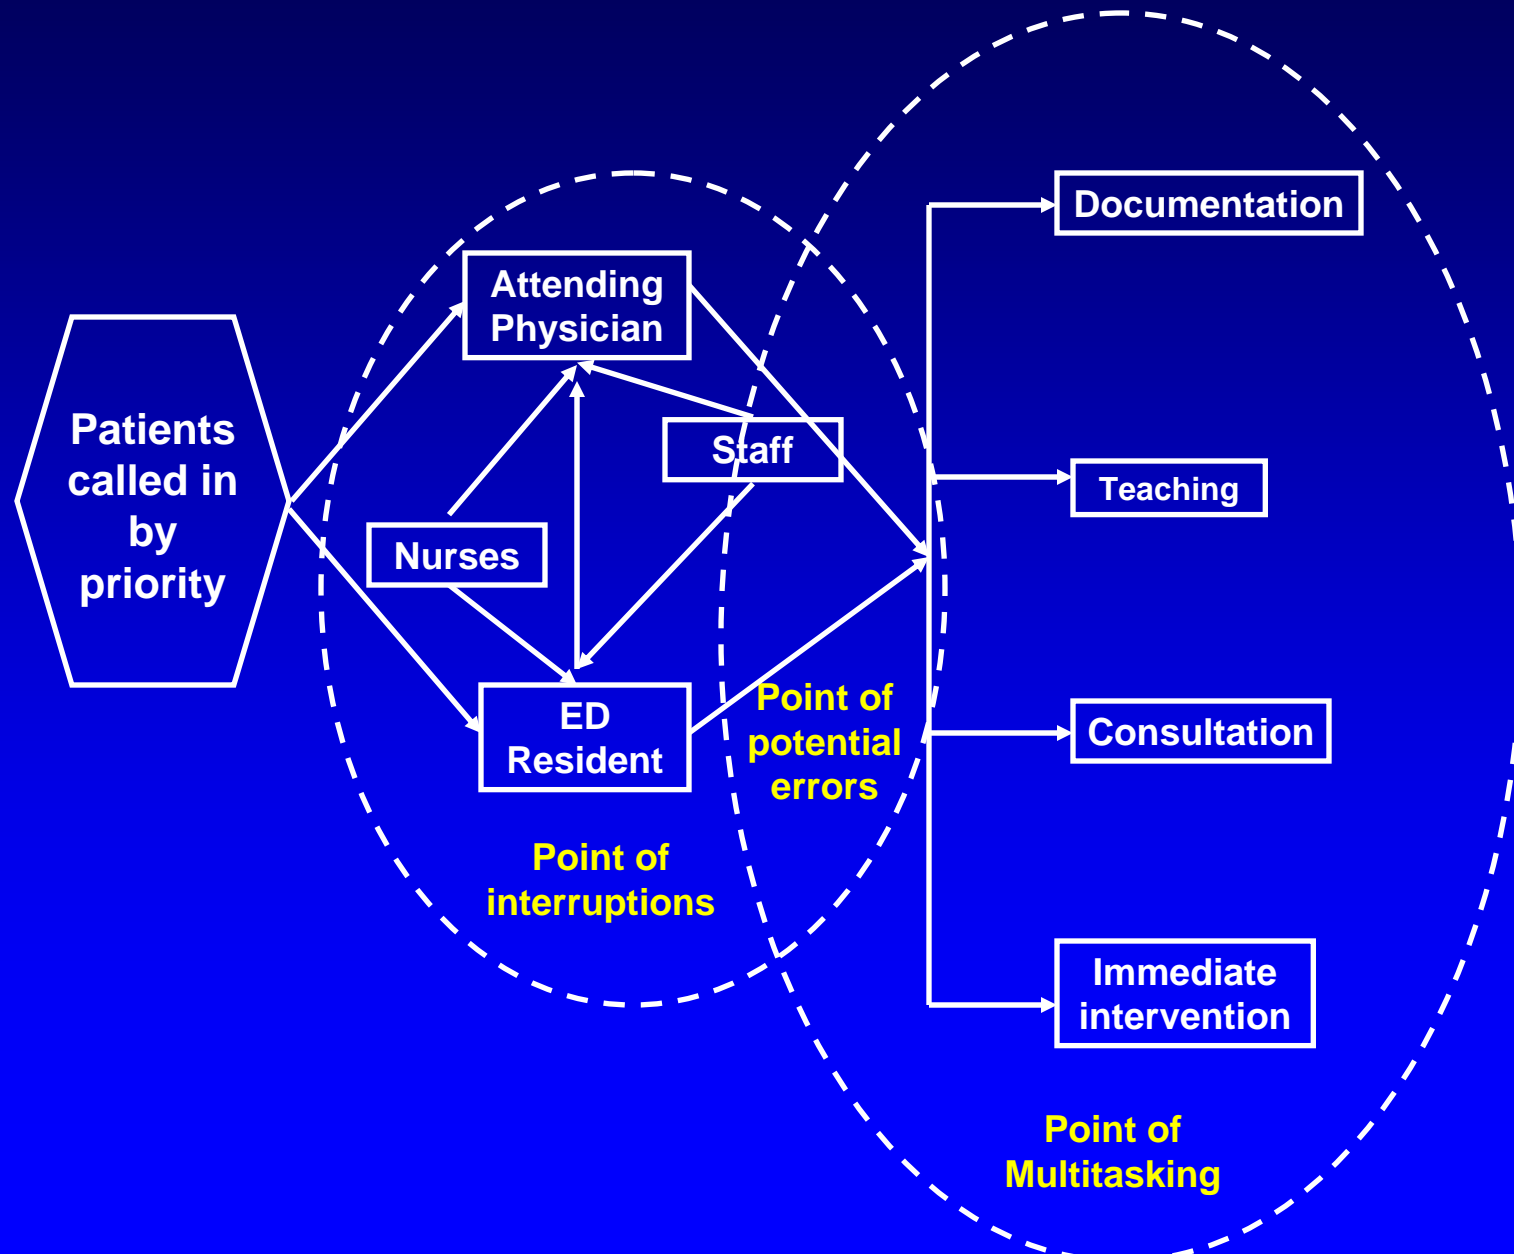 Patients
called in
by
priority
Attending
Physician
Staff
Nurses
ED
Resident
Point of
interruptions
Point of
potential
errors
Documentation
Teaching
Consultation
Immediate
intervention
Point of
Multitasking